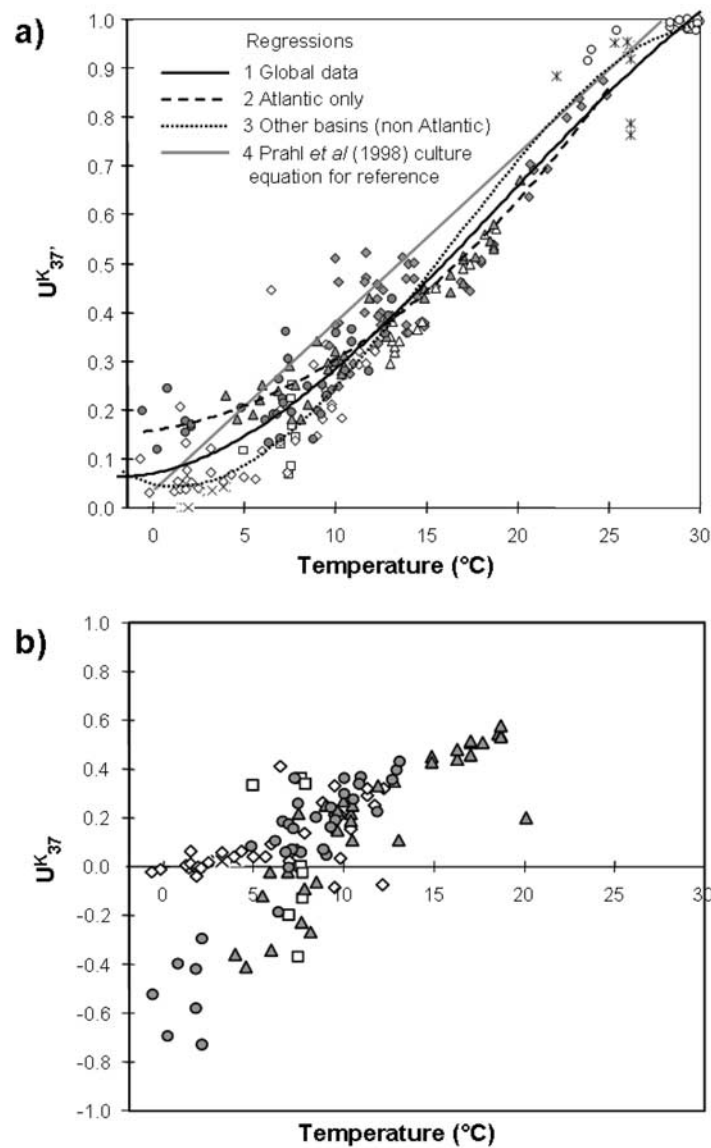 a)
1.0
0.9
0.8
0.7
0.6
0.5
0.4
0.3
0.2
0.1
0.0
U^K_37'
Regressions
1 Global data
2 Atlantic only
3 Other basins (non Atlantic)
4 Prahl et al (1998) culture
equation for reference
0 5 10 15 20 25 30
Temperature (°C)
b)
1.0
0.8
0.6
0.4
0.2
0.0
-0.2
-0.4
-0.6
-0.8
-1.0
U^K_37
0 5 10 15 20 25 30
Temperature (°C)